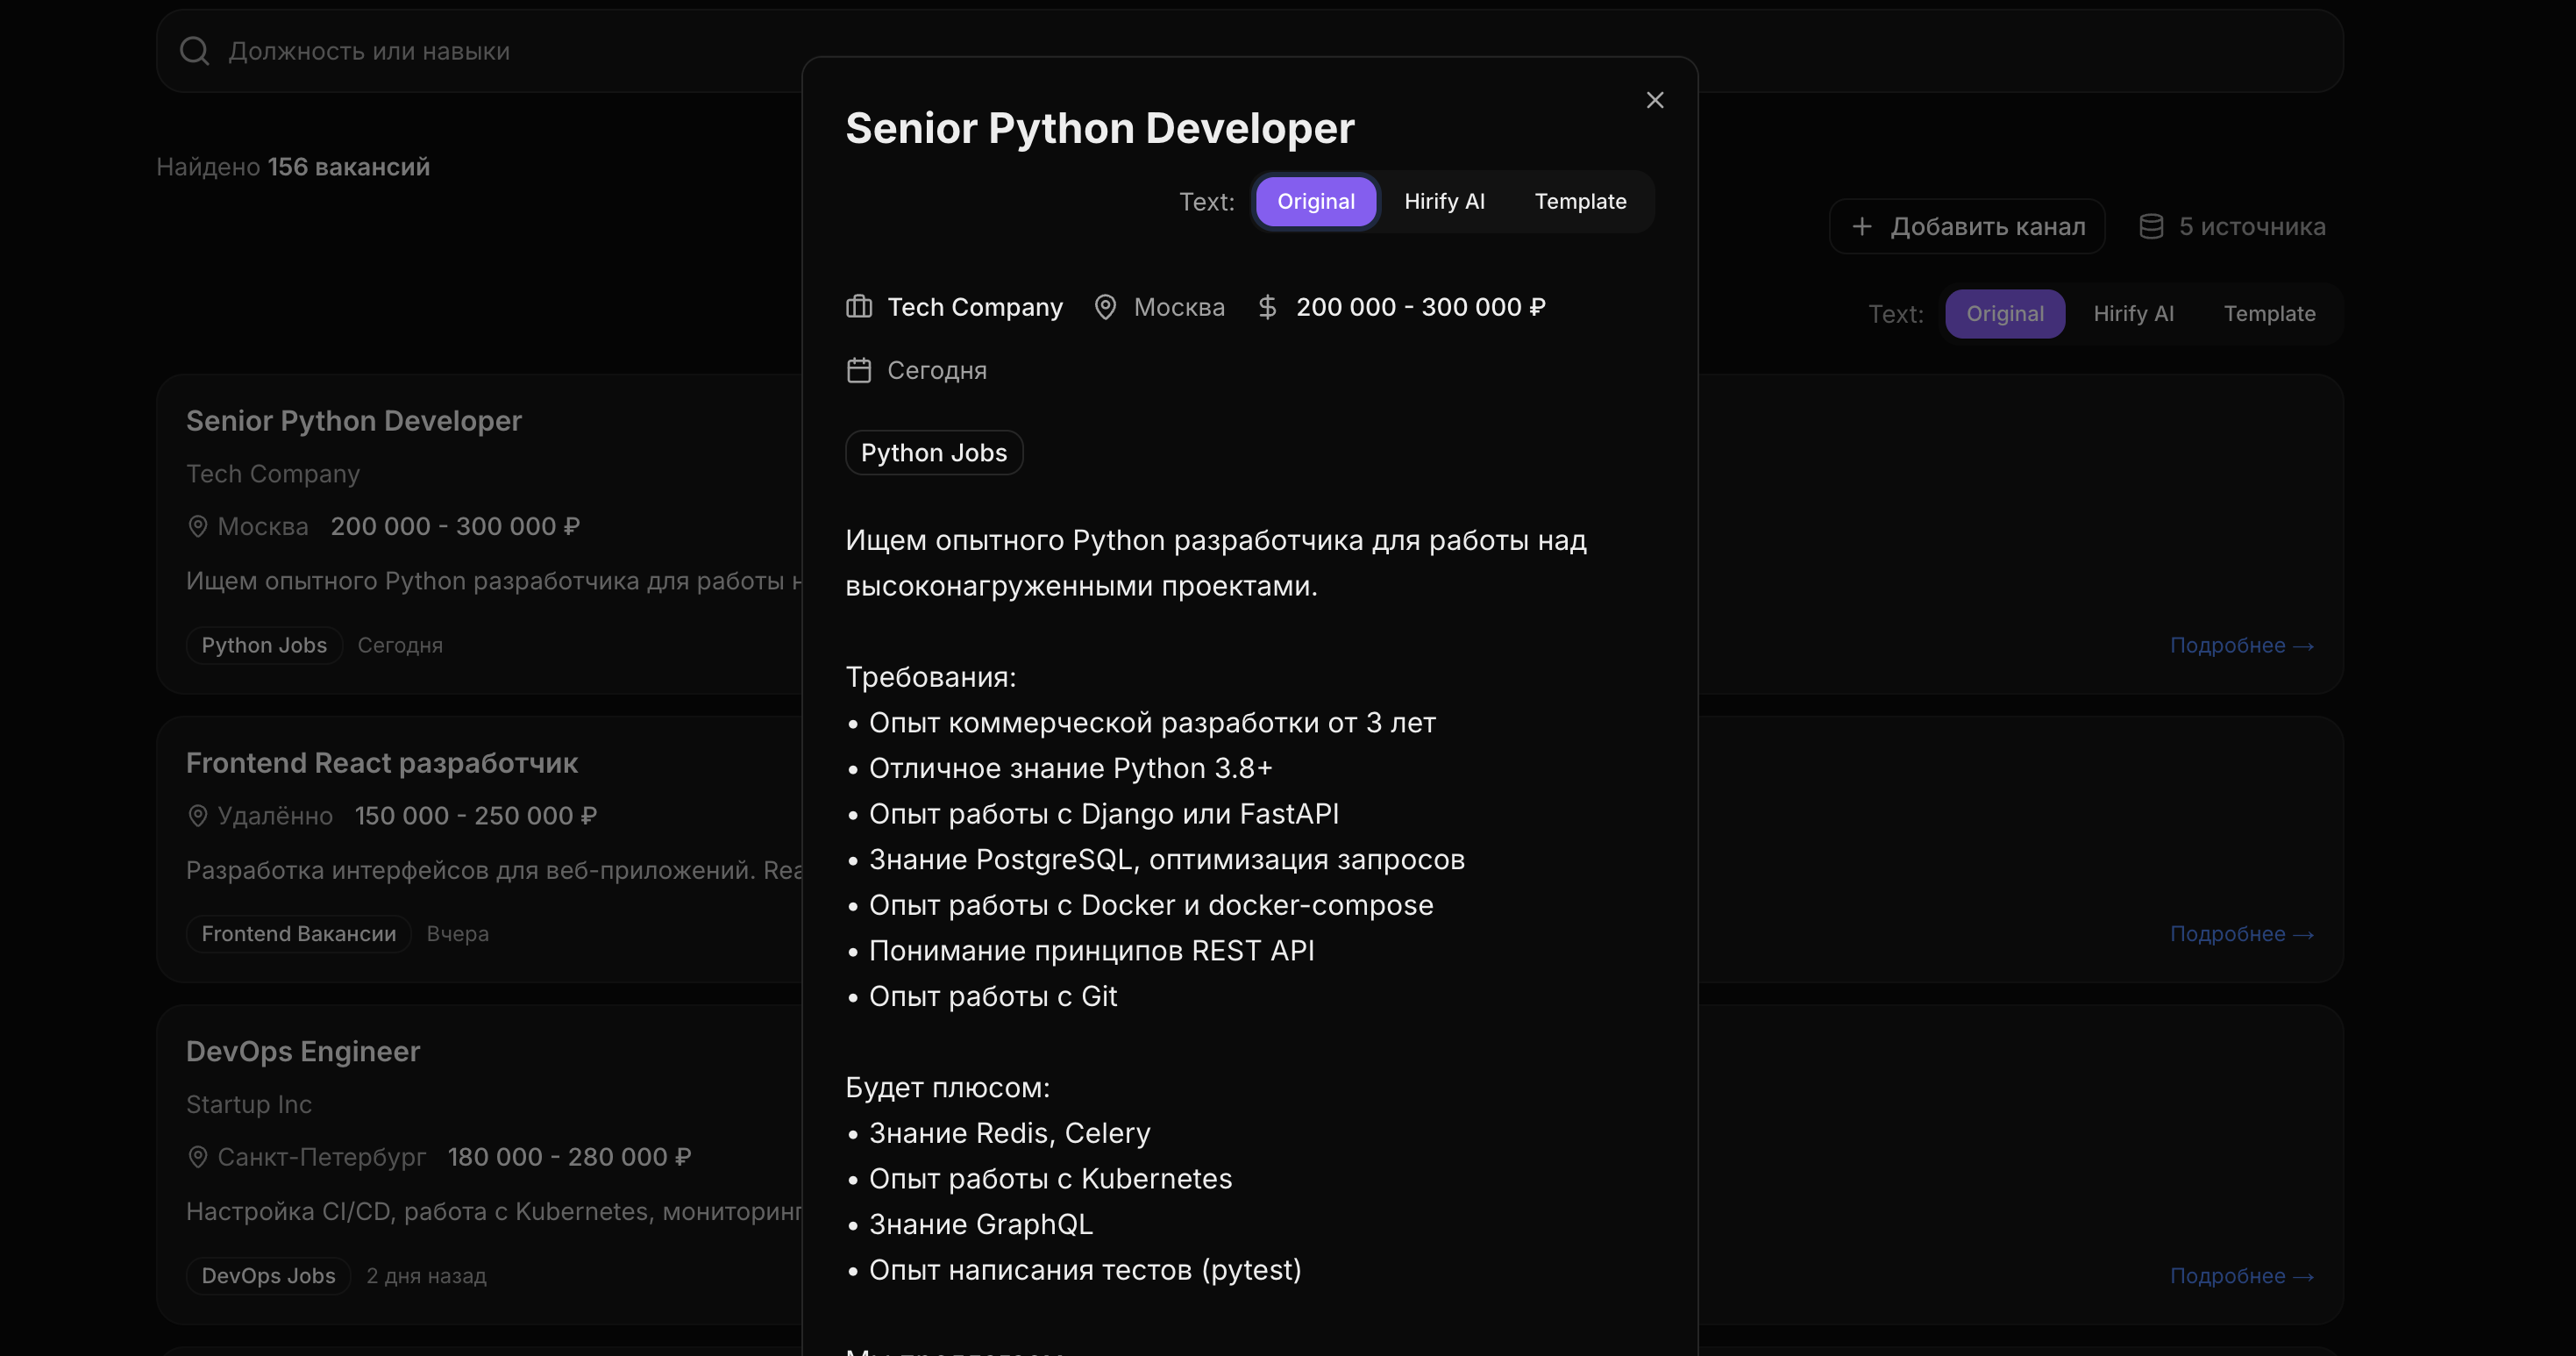 Должность или навыки
Найдено 156 вакансий
Добавить канал
5 источника
Text: Original Hirify AI Template
Senior Python Developer
Tech Company
Москва 200 000 - 300 000 ₽
Ищем опытного Python разработчика для работы
Python Jobs Сегодня
Подробнее →
Frontend React разработчик
Удалённо 150 000 - 250 000 ₽
Разработка интерфейсов для веб-приложений.
Frontend Вакансии Вчера
Подробнее →
DevOps Engineer
Startup Inc
Санкт-Петербург 180 000 - 280 000 ₽
Настройка CI/CD, работа с Kubernetes, мониторинг
DevOps Jobs 2 дня назад
Подробнее →
Senior Python Developer
Text: Original Hirify AI Template
Tech Company Москва $ 200 000 - 300 000 ₽
Сегодня
Python Jobs
Ищем опытного Python разработчика для работы над
высоконагруженными проектами.
Требования:
• Опыт коммерческой разработки от 3 лет
• Отличное знание Python 3.8+
• Опыт работы с Django или FastAPI
• Знание PostgreSQL, оптимизация запросов
• Опыт работы с Docker и docker-compose
• Понимание принципов REST API
• Опыт работы с Git
Будет плюсом:
• Знание Redis, Celery
• Опыт работы с Kubernetes
• Знание GraphQL
• Опыт написания тестов (pytest)